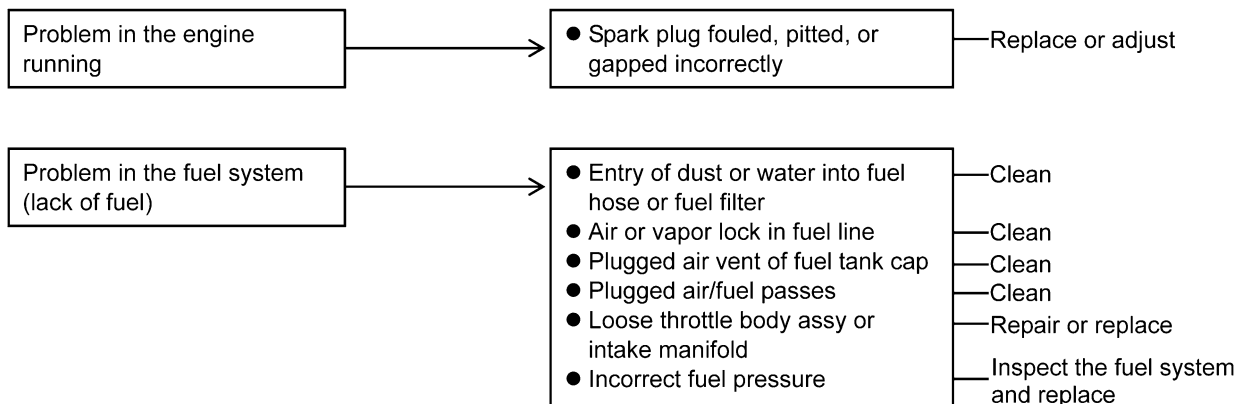 Problem in the engine
running
● Spark plug fouled, pitted, or
gapped incorrectly
Replace or adjust
Problem in the fuel system
(lack of fuel)
● Entry of dust or water into fuel
hose or fuel filter
● Air or vapor lock in fuel line
● Plugged air vent of fuel tank cap
● Plugged air/fuel passes
● Loose throttle body assy or
intake manifold
● Incorrect fuel pressure
Clean
Clean
Clean
Clean
Repair or replace
Inspect the fuel system
and replace